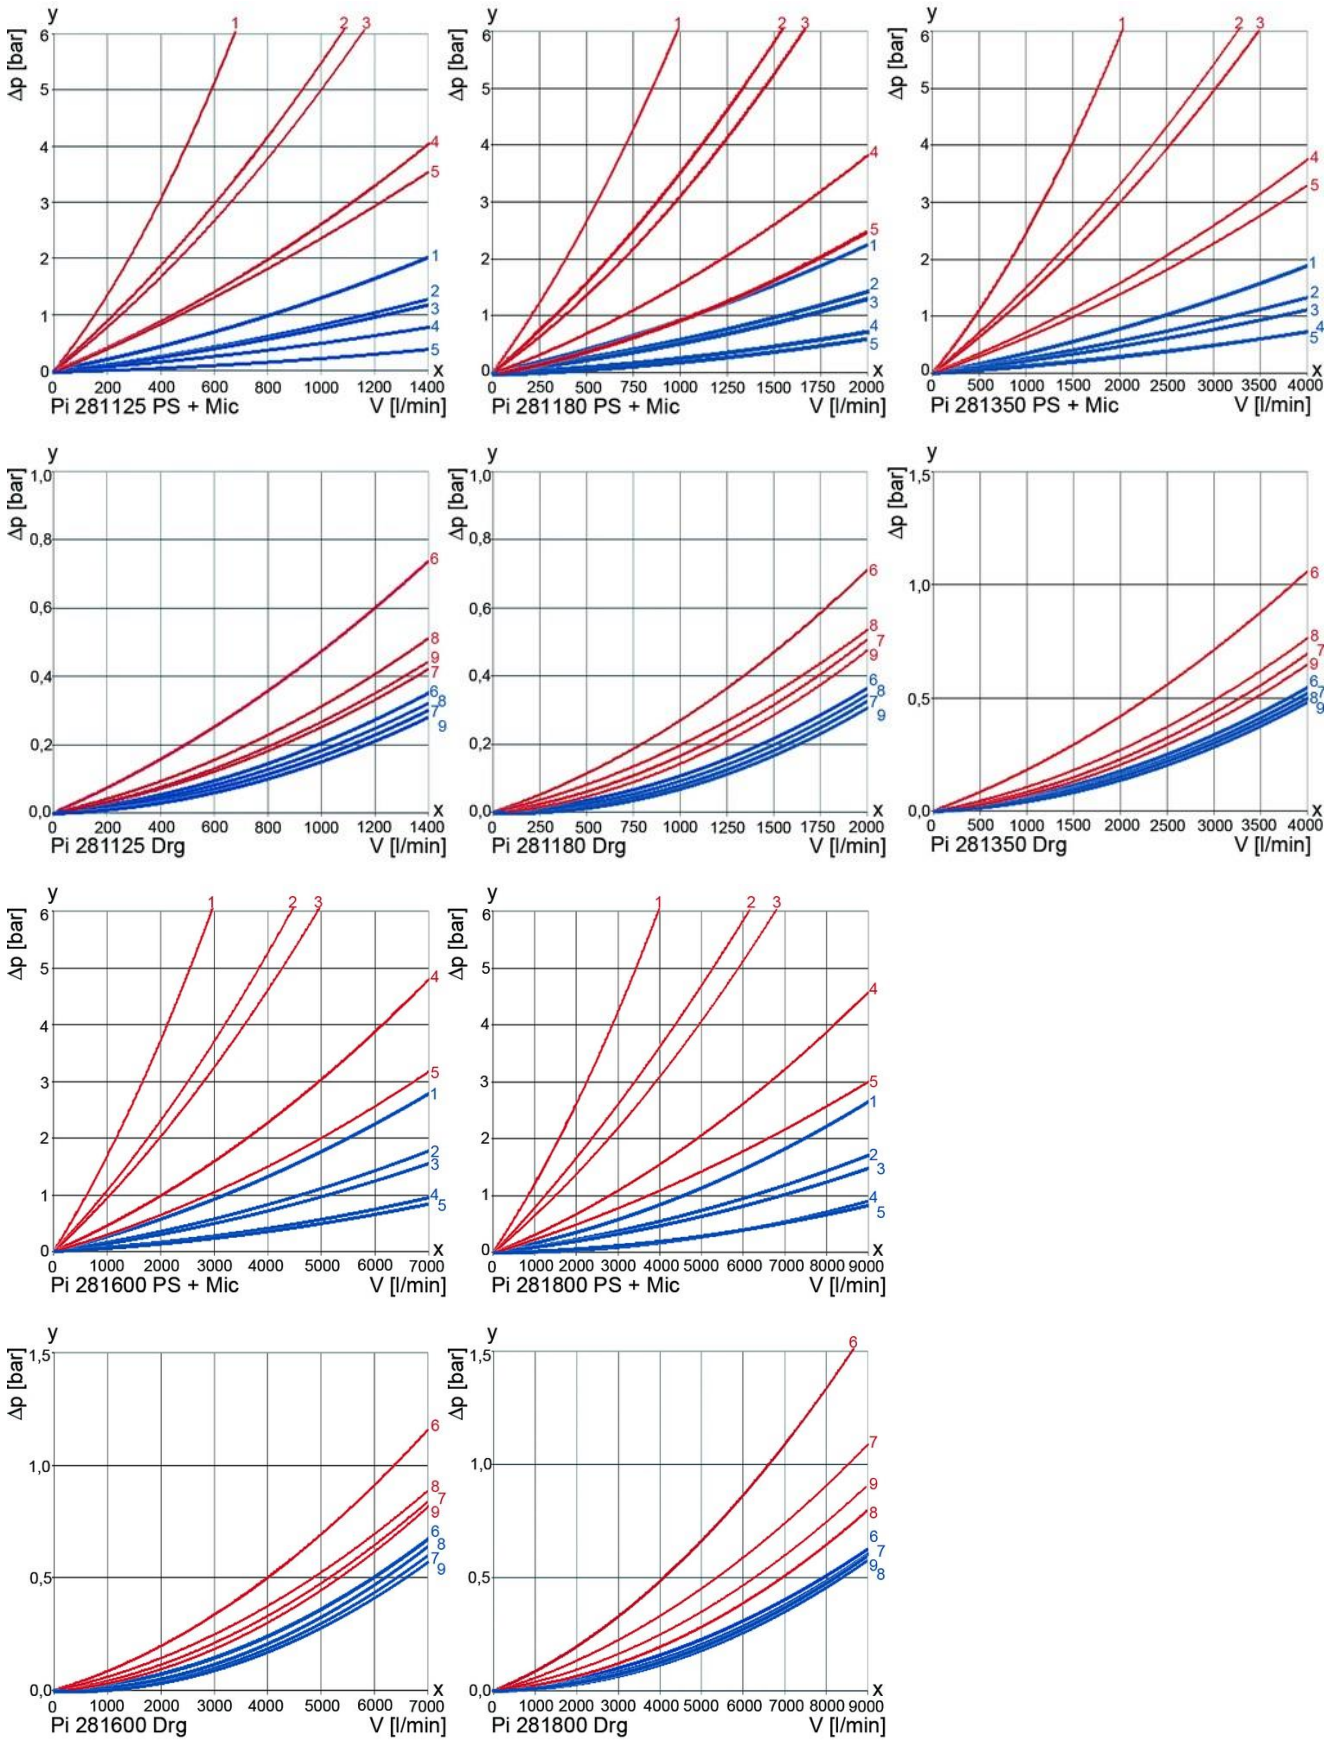 y
Δp [bar]
1 2 3
6
5
4 4
5
3
2 1
2
1 3
4
5
0 x
0 200 400 600 800 1000 1200 1400
Pi 281125 PS + Mic V [l/min]
y
Δp [bar]
1 2 3
6
5
4 4
3
5
2 1
2
3
1 4
5
0 x
0 250 500 750 1000 1250 1500 17500 2000
Pi 281180 PS + Mic V [l/min]
y
Δp [bar]
1 2 3
6
5
4 4
5
3
2 1
2
3
1 4
5
0 x
0 500 1000 1500 2000 2500 3000 3500 4000
Pi 281350 PS + Mic V [l/min]
y
Δp [bar]
1,0
0,8
6
0,6
8
9
7
0,4 6
8
7
9
0,2
0,0 x
0 200 400 600 800 1000 1200 1400
Pi 281125 Drg V [l/min]
y
Δp [bar]
1,0
0,8
6
0,6
8
7
9
0,4 6
8
7
9
0,2
0,0 x
0 250 500 750 1000 1250 1500 1750 2000
Pi 281180 Drg V [l/min]
y
Δp [bar]
1,5
6
1,0
8
7
9
6
7
8
9
0,5
0,0 x
0 500 1000 1500 2000 2500 3000 3500 4000
Pi 281350 Drg V [l/min]
y
Δp [bar]
1 2 3
6
5 4
4
3 5
1
2 2
3
1 4
5
0 x
0 1000 2000 3000 4000 5000 6000 7000
Pi 281600 PS + Mic V [l/min]
y
Δp [bar]
1 2 3
6
5 4
4
3 5
1
2 2
3
1 4
5
0 x
0 1000 2000 3000 4000 5000 6000 7000 8000 9000
Pi 281800 PS + Mic V [l/min]
y
Δp [bar]
1,5
6
1,0
8
7
9
6
8
7
9
0,5
0,0 x
0 1000 2000 3000 4000 5000 6000 7000
Pi 281600 Drg V [l/min]
y
Δp [bar]
6
1,5
7
1,0
9
8
6
7
9
8
0,5
0,0 x
0 1000 2000 3000 4000 5000 6000 7000 8000 9000
Pi 281800 Drg V [l/min]